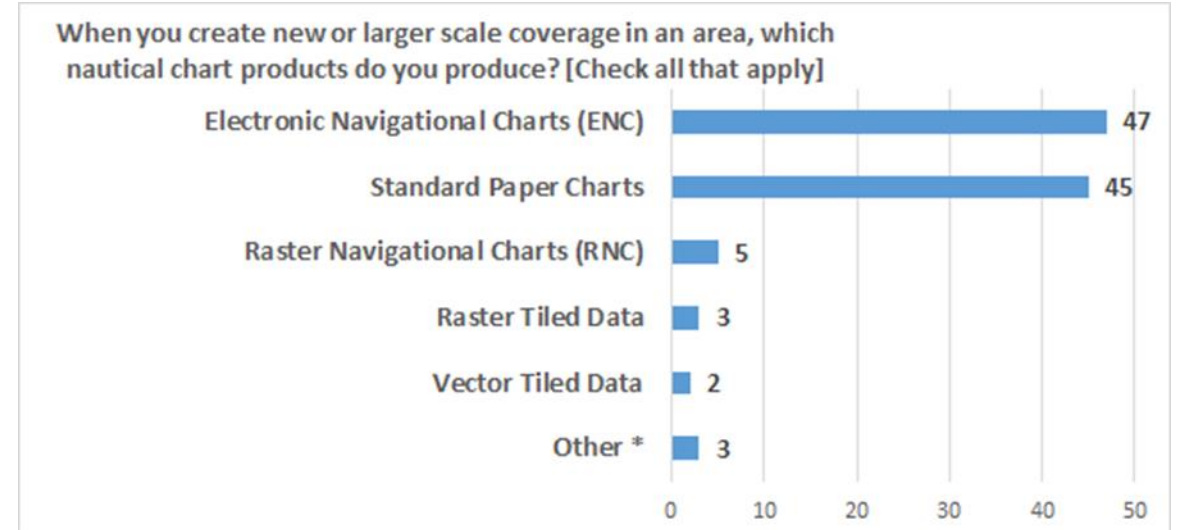 When you create new or larger scale coverage in an area, which
nautical chart products do you produce? [Check all that apply]
Electronic Navigational Charts (ENC) 47
Standard Paper Charts 45
Raster Navigational Charts (RNC) 5
Raster Tiled Data 3
Vector Tiled Data 2
Other * 3
0 10 20 30 40 50